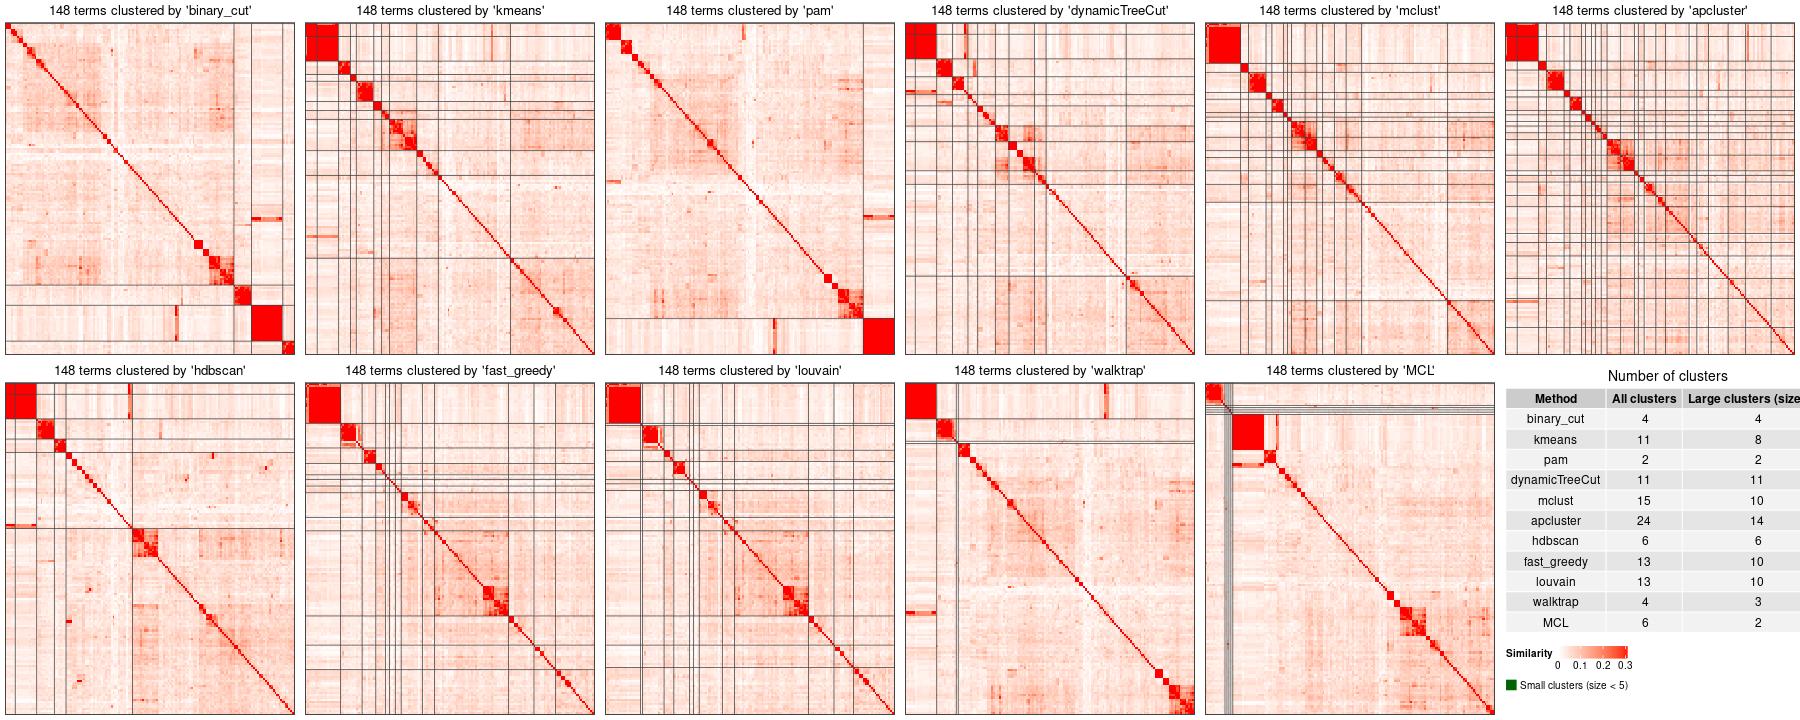 148 terms clustered by 'binary_cut'
148 terms clustered by 'kmeans'
148 terms clustered by 'pam'
148 terms clustered by 'dynamicTreeCut'
148 terms clustered by 'mclust'
148 terms clustered by 'apcluster'
148 terms clustered by 'hdbscan'
148 terms clustered by 'fast_greedy'
148 terms clustered by 'louvain'
148 terms clustered by 'walktrap'
148 terms clustered by 'MCL'
Number of clusters
Method All clusters Large clusters (size
binary_cut 4 4
kmeans 11 8
pam 2 2
dynamicTreeCut 11 11
mclust 15 10
apcluster 24 14
hdbscan 6 6
fast_greedy 13 10
louvain 13 10
walktrap 4 3
MCL 6 2
Similarity
0 0.1 0.2 0.3
Small clusters (size < 5)